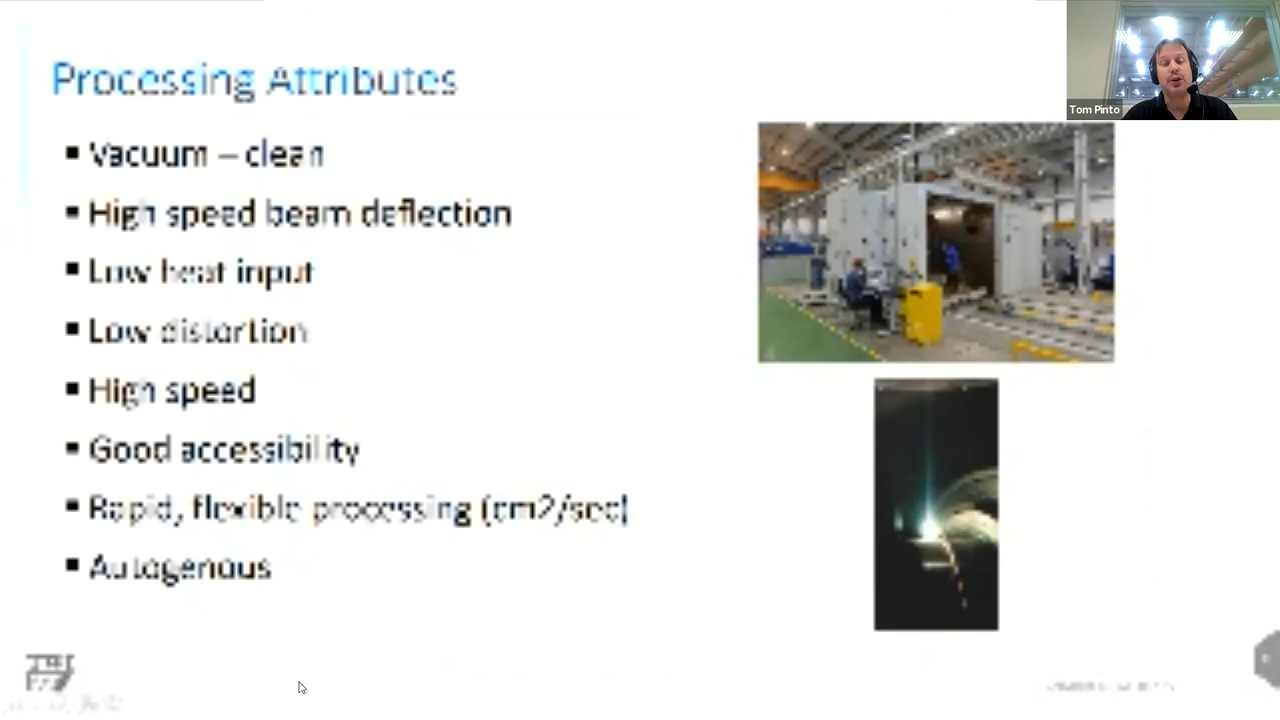 Processing Attributes
Tom Pinto
▪ Vacuum – clean
▪ High speed beam deflection
▪ Low heat input
▪ Low distortion
▪ High speed
▪ Good accessibility
▪ Rapid, flexible processing (cm2/sec)
▪ Autogenous